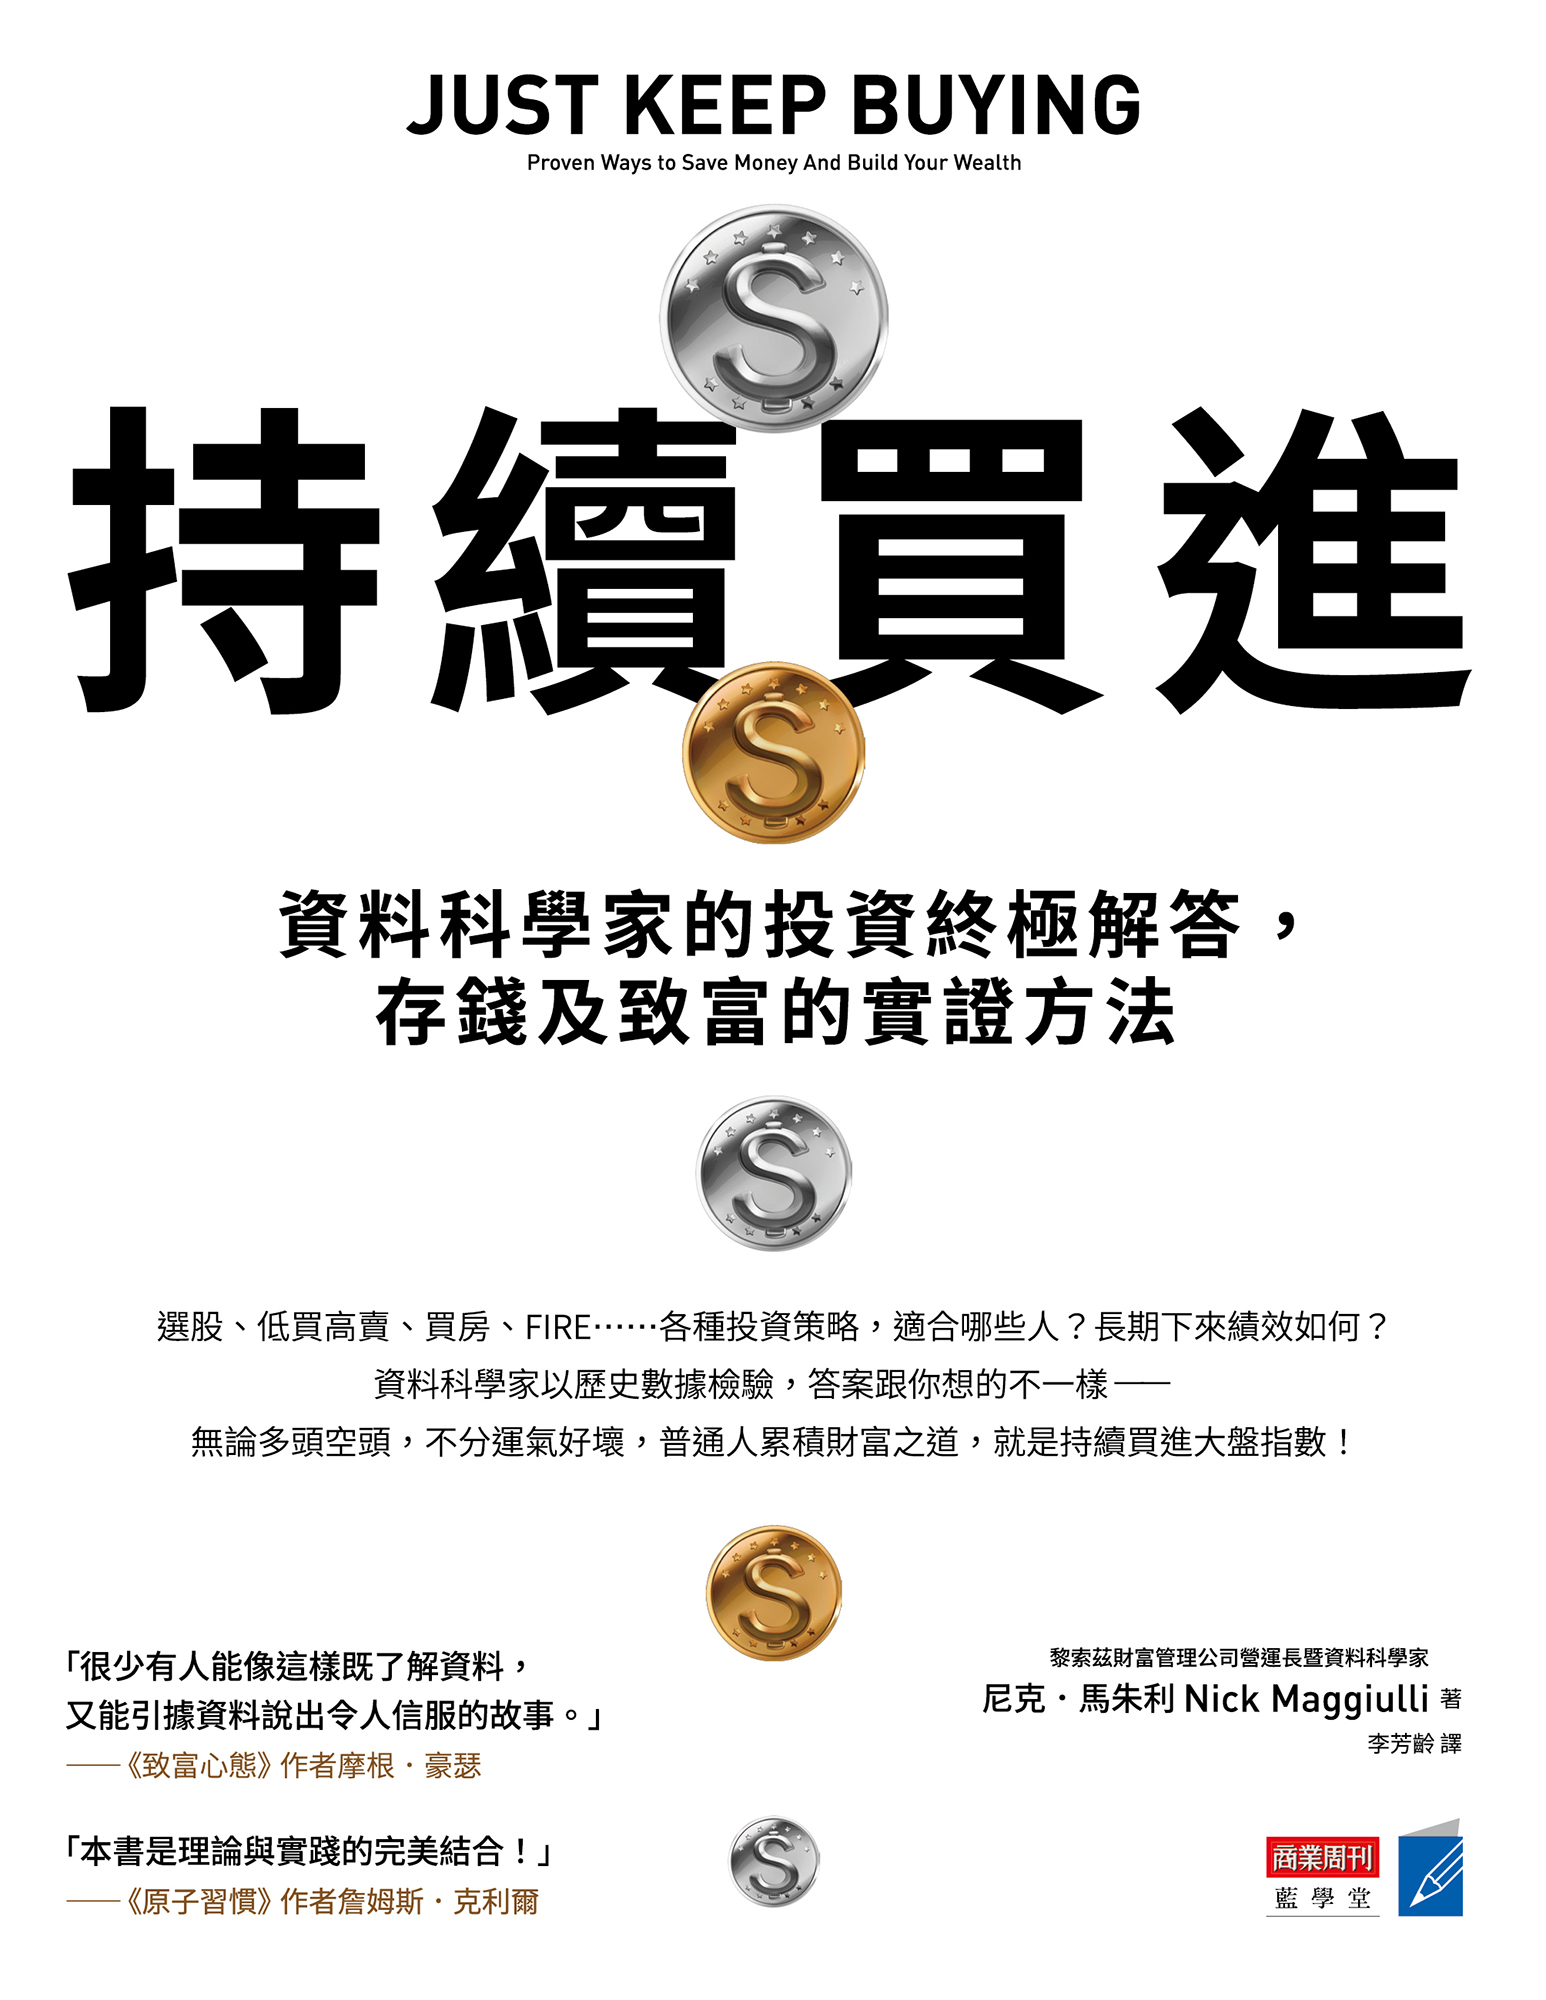 JUST KEEP BUYING
Proven Ways to Save Money And Build Your Wealth
持續買進
資料科學家的投資終極解答，
存錢及致富的實證方法
選股、低買高賣、買房、FIRE⋯⋯各種投資策略，適合哪些人？長期下來績效如何？
資料科學家以歷史數據檢驗，答案跟你想的不一樣——
無論多頭空頭，不分運氣好壞，普通人累積財富之道，就是持續買進大盤指數！
「很少有人能像這樣既了解資料，
又能引據資料說出令人信服的故事。」
——《致富心態》作者摩根．豪瑟
「本書是理論與實踐的完美結合！」
——《原子習慣》作者詹姆斯．克利爾
黎索茲財富管理公司營運長暨資料科學家
尼克．馬朱利 Nick Maggiulli 著
李芳齡 譯
商業周刊
藍學堂